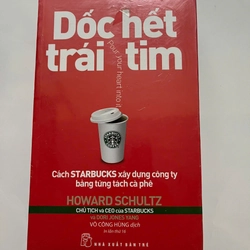 Dốc hết
trái tim
pour your heart into it
Cách STARBUCKS xây dựng công ty
bằng từng tách cà phê
HOWARD SCHULTZ
CHỦ TỊCH và CEO của STARBUCKS
và DORI JONES YANG
VÕ CÔNG HÙNG dịch
NHÀ XUẤT BẢN TRẺ